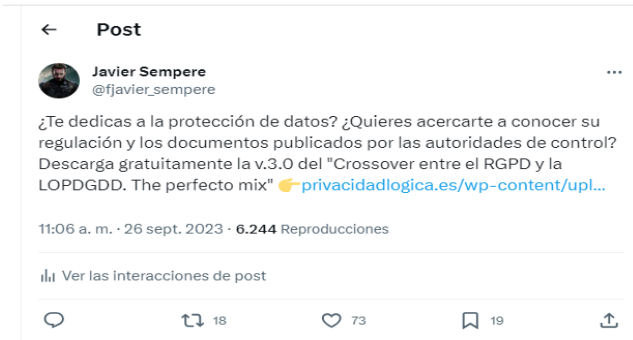 Post
Javier Sempere
@fjavier_sempere
¿Te dedicas a la protección de datos? ¿Quieres acercarte a conocer su
regulación y los documentos publicados por las autoridades de control?
Descarga gratuitamente la v.3.0 del "Crossover entre el RGPD y la
LOPDGDD. The perfecto mix" 👉privacidadlogica.es/wp-content/upl...
11:06 a. m. · 26 sept. 2023 · 6.244 Reproducciones
Ver las interacciones de post
18 73 19